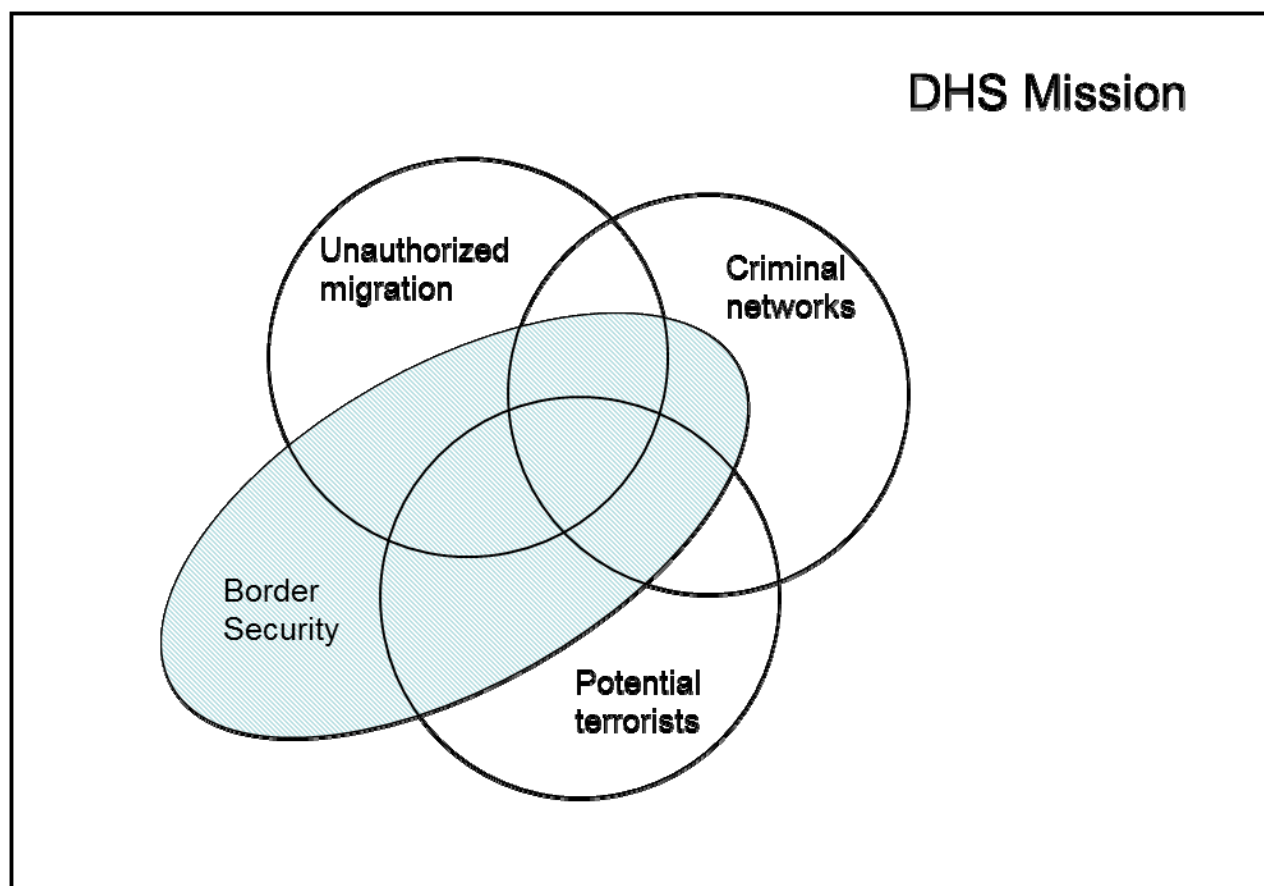 DHS Mission
Unauthorized
migration
Criminal
networks
Border
Security
Potential
terrorists